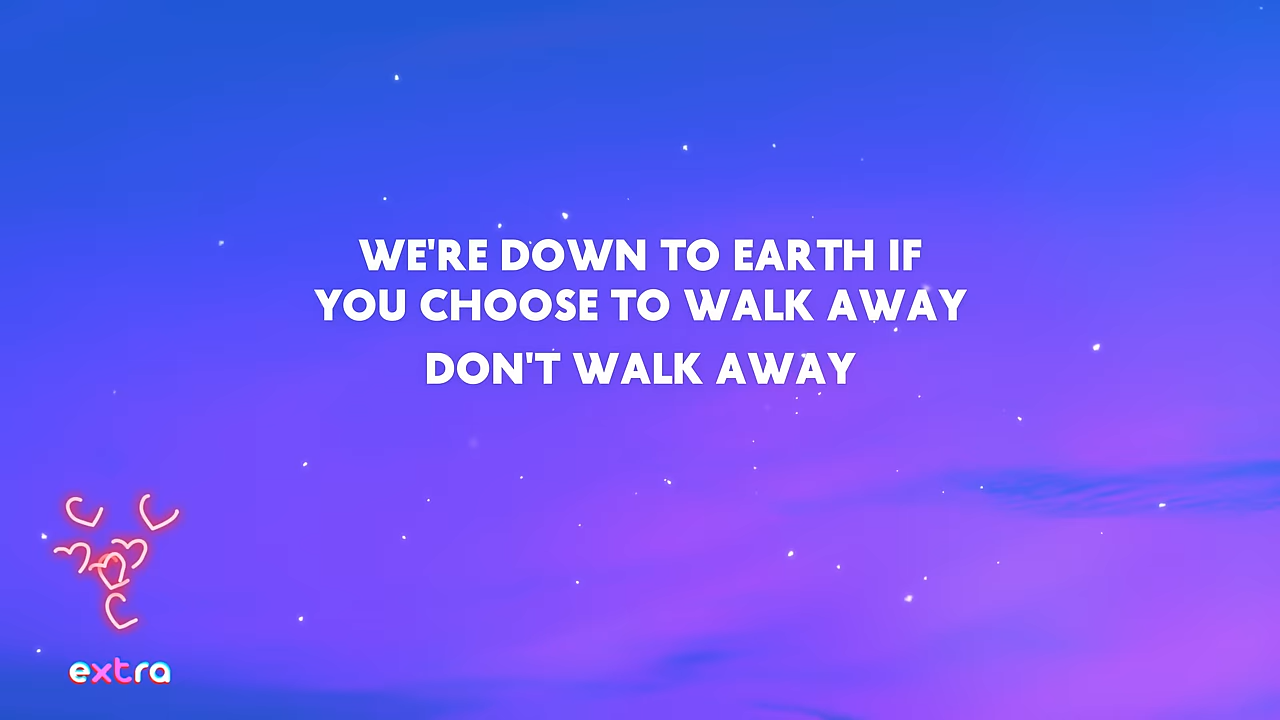 WE'RE DOWN TO EARTH IF
YOU CHOOSE TO WALK AWAY
DON'T WALK AWAY
extra